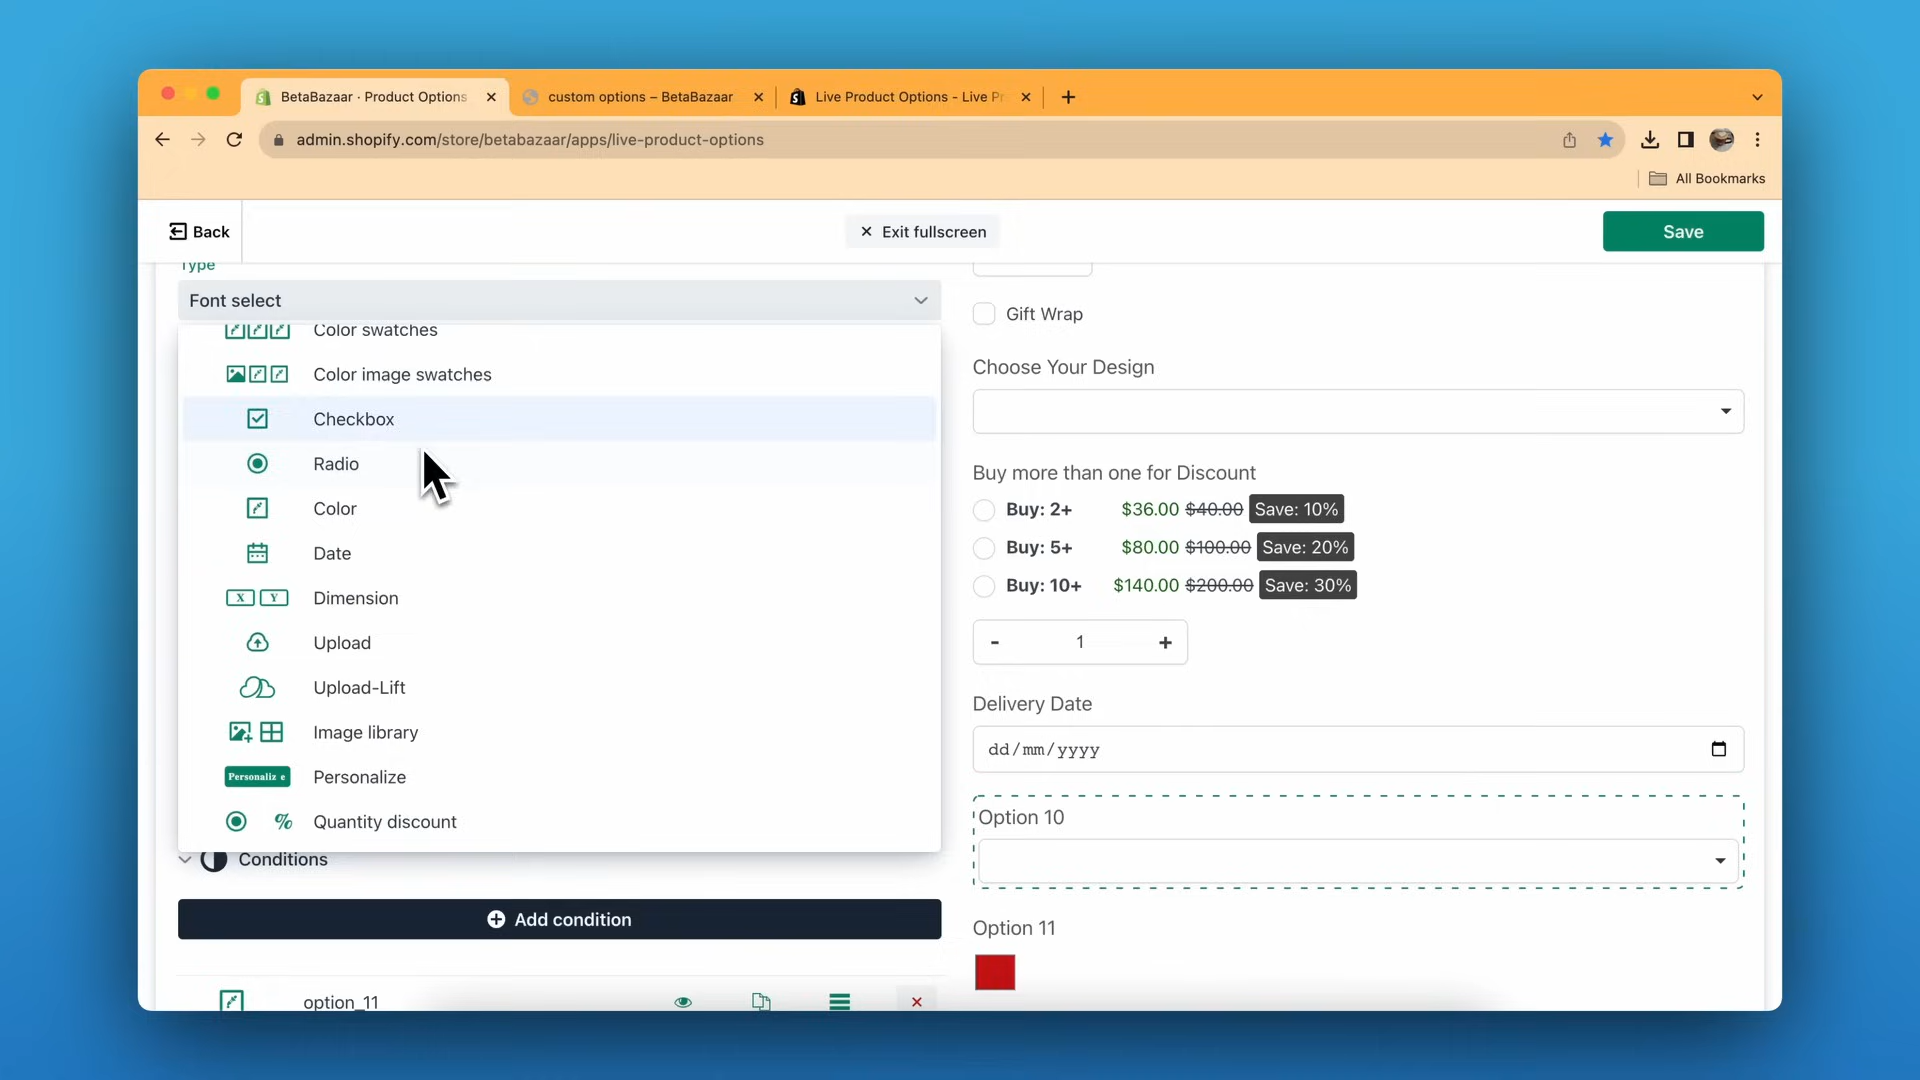 BetaBazaar · Product Options
custom options – BetaBazaar
Live Product Options - Live Pr
admin.shopify.com/store/betabazaar/apps/live-product-options
All Bookmarks
Back
Exit fullscreen
Save
Type
Font select
Color swatches
Color image swatches
Checkbox
Radio
Color
Date
X Y Dimension
Upload
Upload-Lift
Image library
Personaliz e Personalize
% Quantity discount
Conditions
Add condition
option_11
Gift Wrap
Choose Your Design
Buy more than one for Discount
Buy: 2+ $36.00 $40.00 Save: 10%
Buy: 5+ $80.00 $100.00 Save: 20%
Buy: 10+ $140.00 $200.00 Save: 30%
- 1 +
Delivery Date
dd/mm/yyyy
Option 10
Option 11